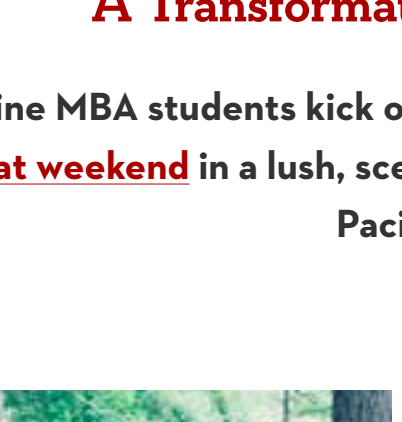 A Transformat
ine MBA students kick o
at weekend in a lush, sce
Paci